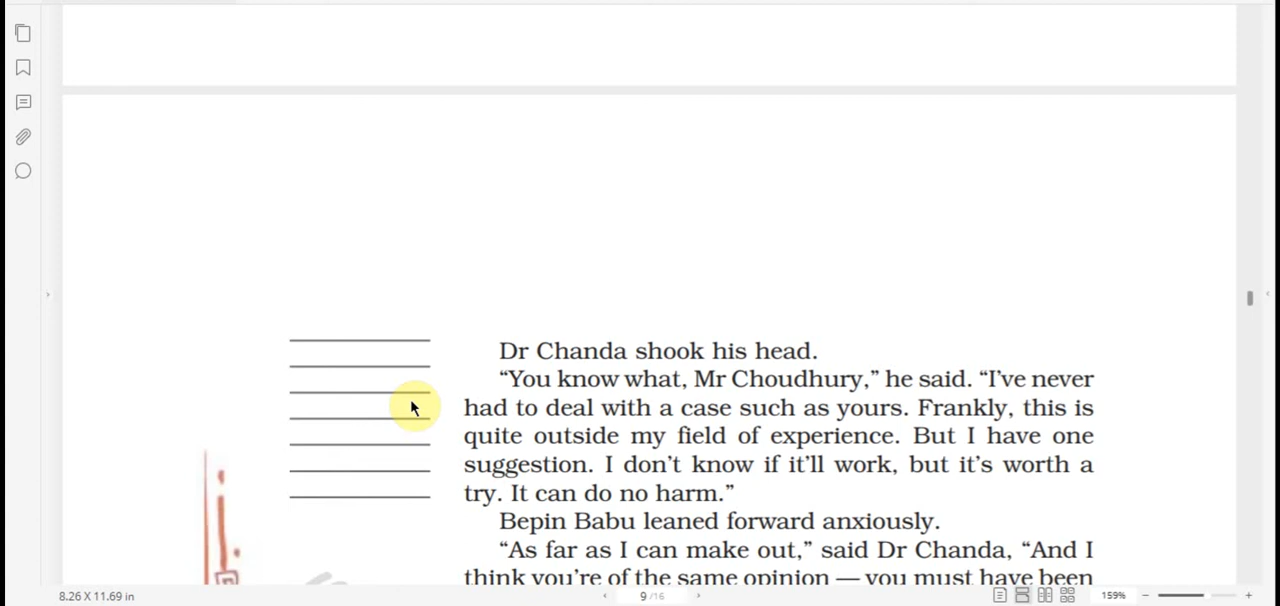 Dr Chanda shook his head.
“You know what, Mr Choudhury,” he said. “I’ve never
had to deal with a case such as yours. Frankly, this is
quite outside my field of experience. But I have one
suggestion. I don’t know if it’ll work, but it’s worth a
try. It can do no harm.”
Bepin Babu leaned forward anxiously.
“As far as I can make out,” said Dr Chanda, “And I
think you’re of the same opinion — you must have been
8.26 X 11.69 in
9 /16
159%